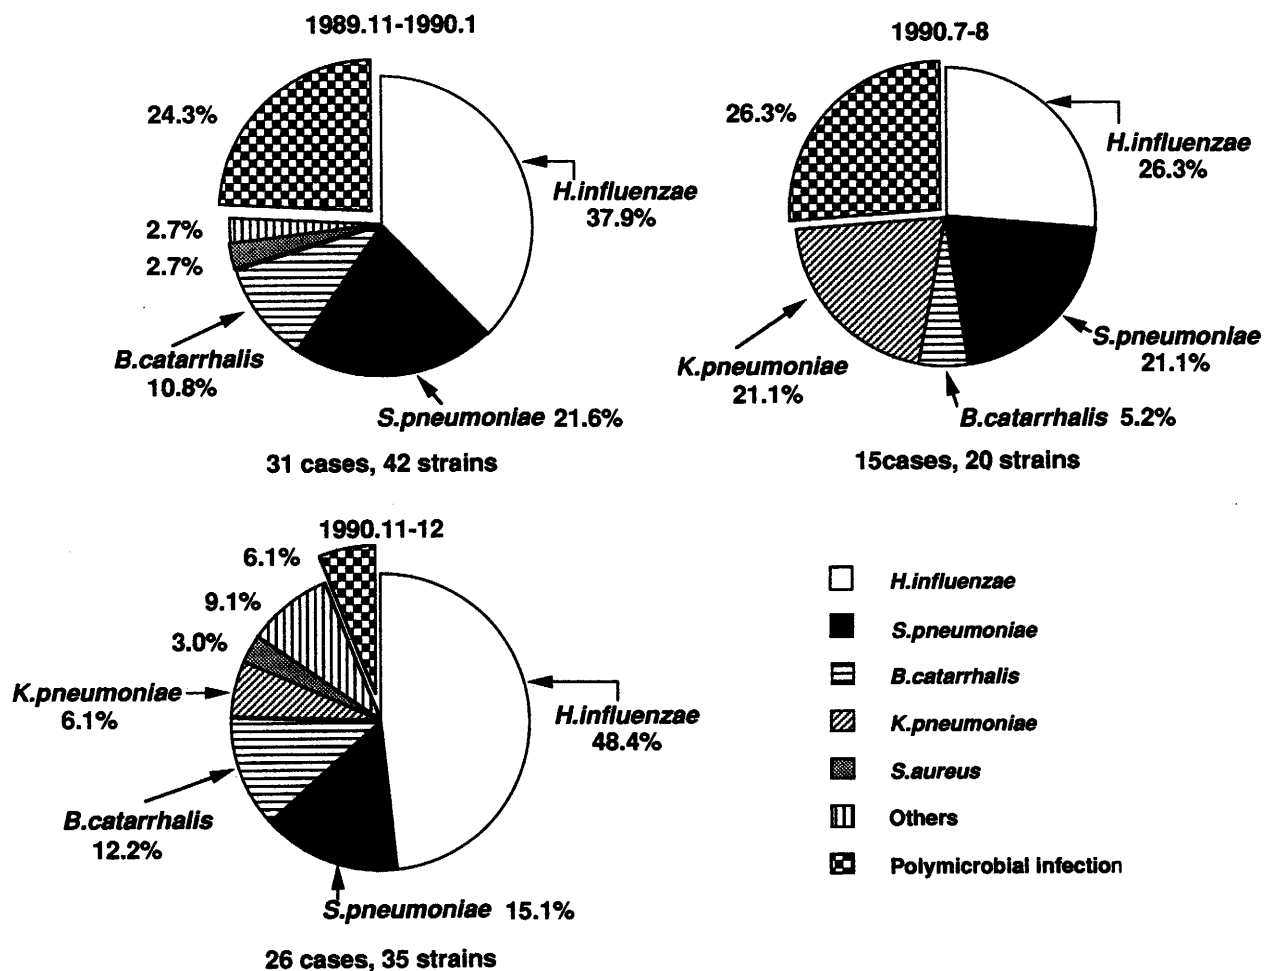 1989.11-1990.1
24.3%
2.7%
2.7%
B.catarrhalis
10.8%
H.influenzae
37.9%
S.pneumoniae 21.6%
31 cases, 42 strains
1990.7-8
26.3%
H.influenzae
26.3%
K.pneumoniae
21.1%
S.pneumoniae
21.1%
B.catarrhalis 5.2%
15cases, 20 strains
1990.11-12
6.1%
9.1%
3.0%
K.pneumoniae
6.1%
B.catarrhalis
12.2%
H.influenzae
48.4%
S.pneumoniae 15.1%
26 cases, 35 strains
H.influenzae
S.pneumoniae
B.catarrhalis
K.pneumoniae
S.aureus
Others
Polymicrobial infection